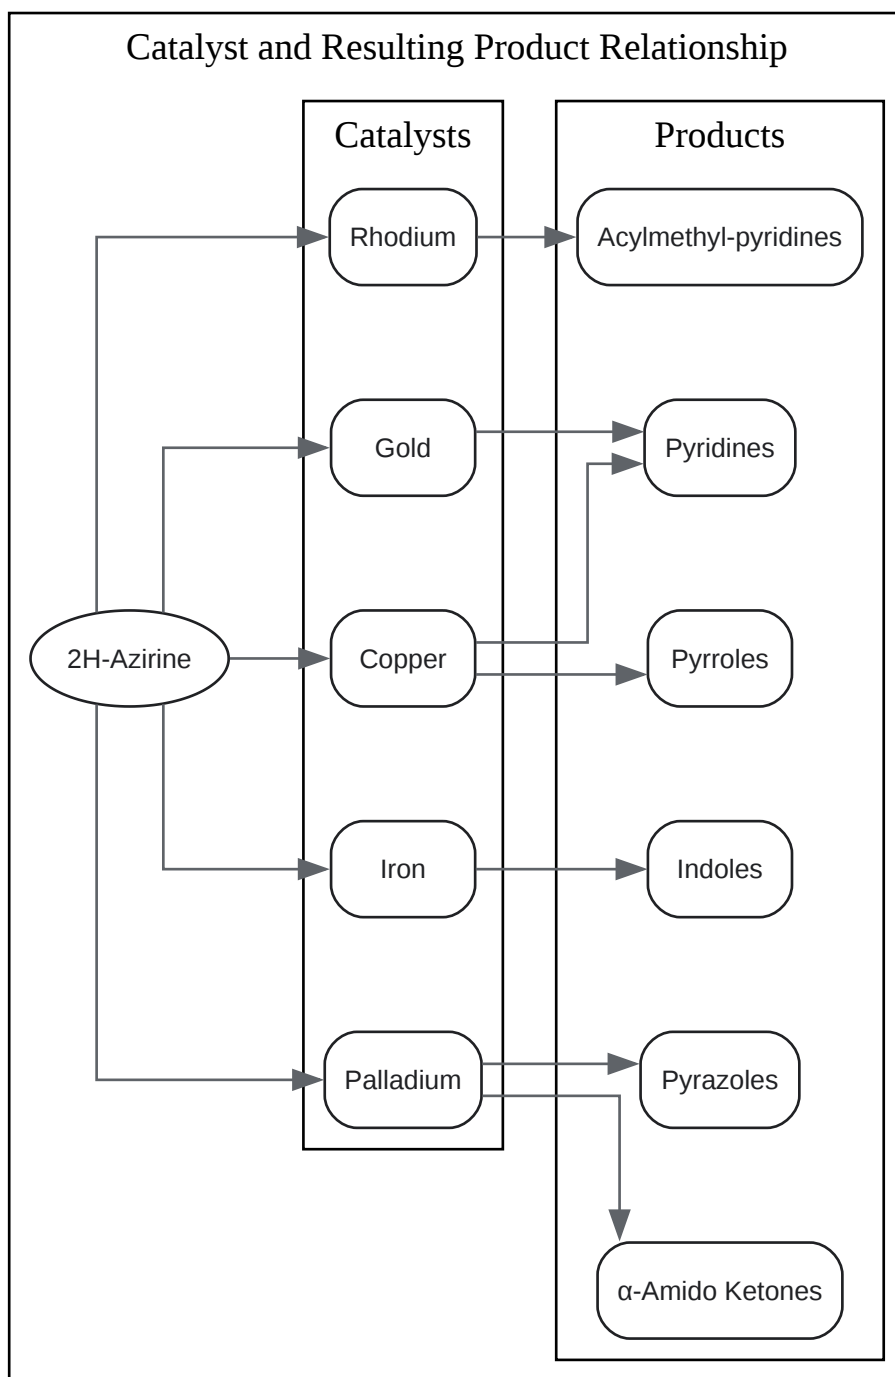 Catalyst and Resulting Product Relationship
Catalysts
Products
Rhodium
Acylmethyl-pyridines
Gold
Pyridines
2H-Azirine
Copper
Pyrroles
Iron
Indoles
Palladium
Pyrazoles
α-Amido Ketones